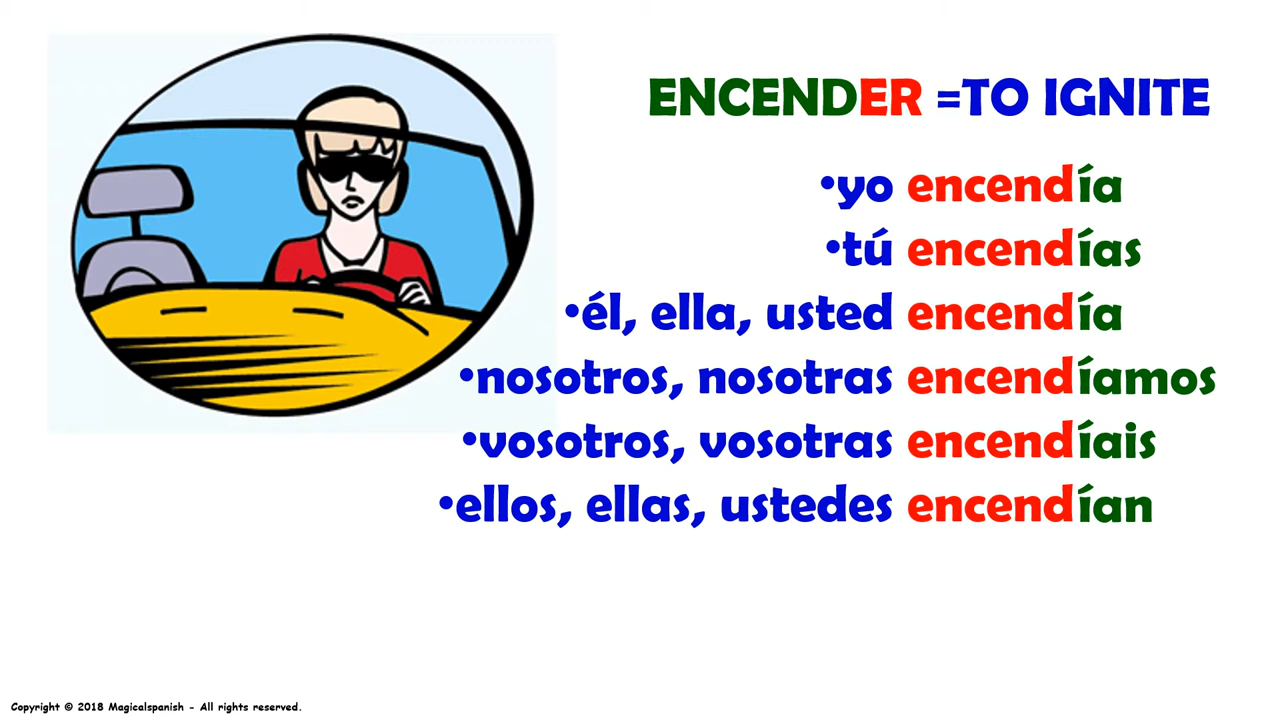 ENCENDER =TO IGNITE
•yo encendía
•tú encendías
•él, ella, usted encendía
•nosotros, nosotras encendíamos
•vosotros, vosotras encendíais
•ellos, ellas, ustedes encendían
Copyright © 2018 Magicalspanish - All rights reserved.